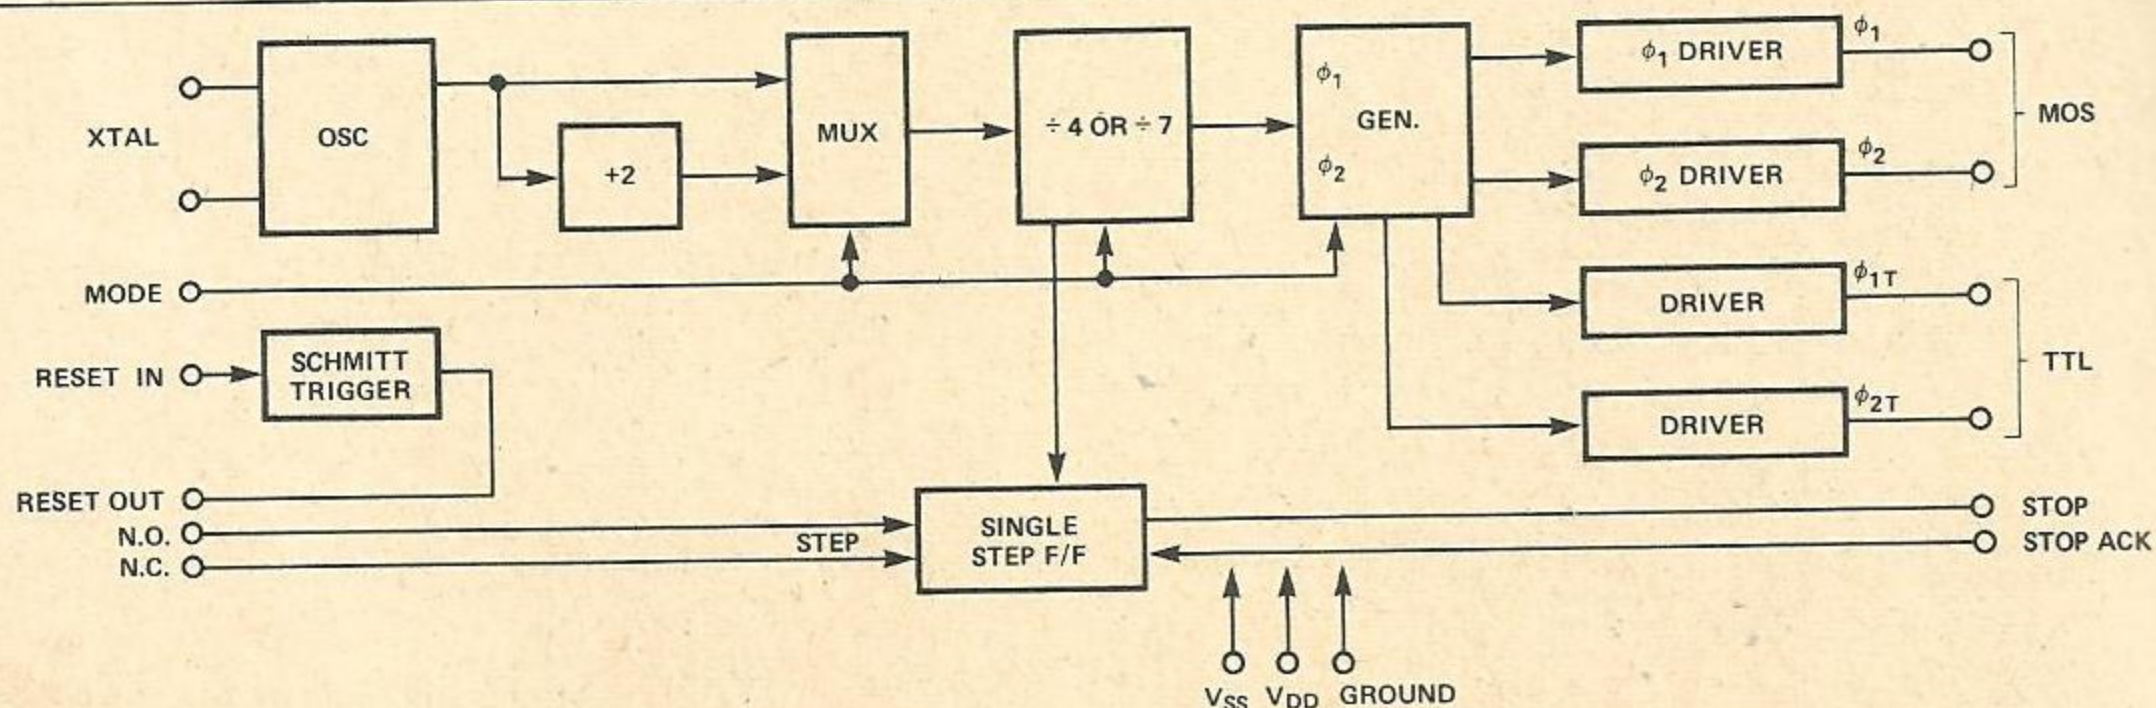 XTAL
OSC
+2
MUX
÷ 4 OR ÷ 7
ϕ1
GEN.
ϕ2
ϕ1 DRIVER
ϕ1
ϕ2 DRIVER
ϕ2
MOS
MODE
DRIVER
ϕ1T
DRIVER
ϕ2T
TTL
RESET IN
SCHMITT
TRIGGER
RESET OUT
N.O.
N.C.
STEP
SINGLE
STEP F/F
STOP
STOP ACK
VSS VDD GROUND